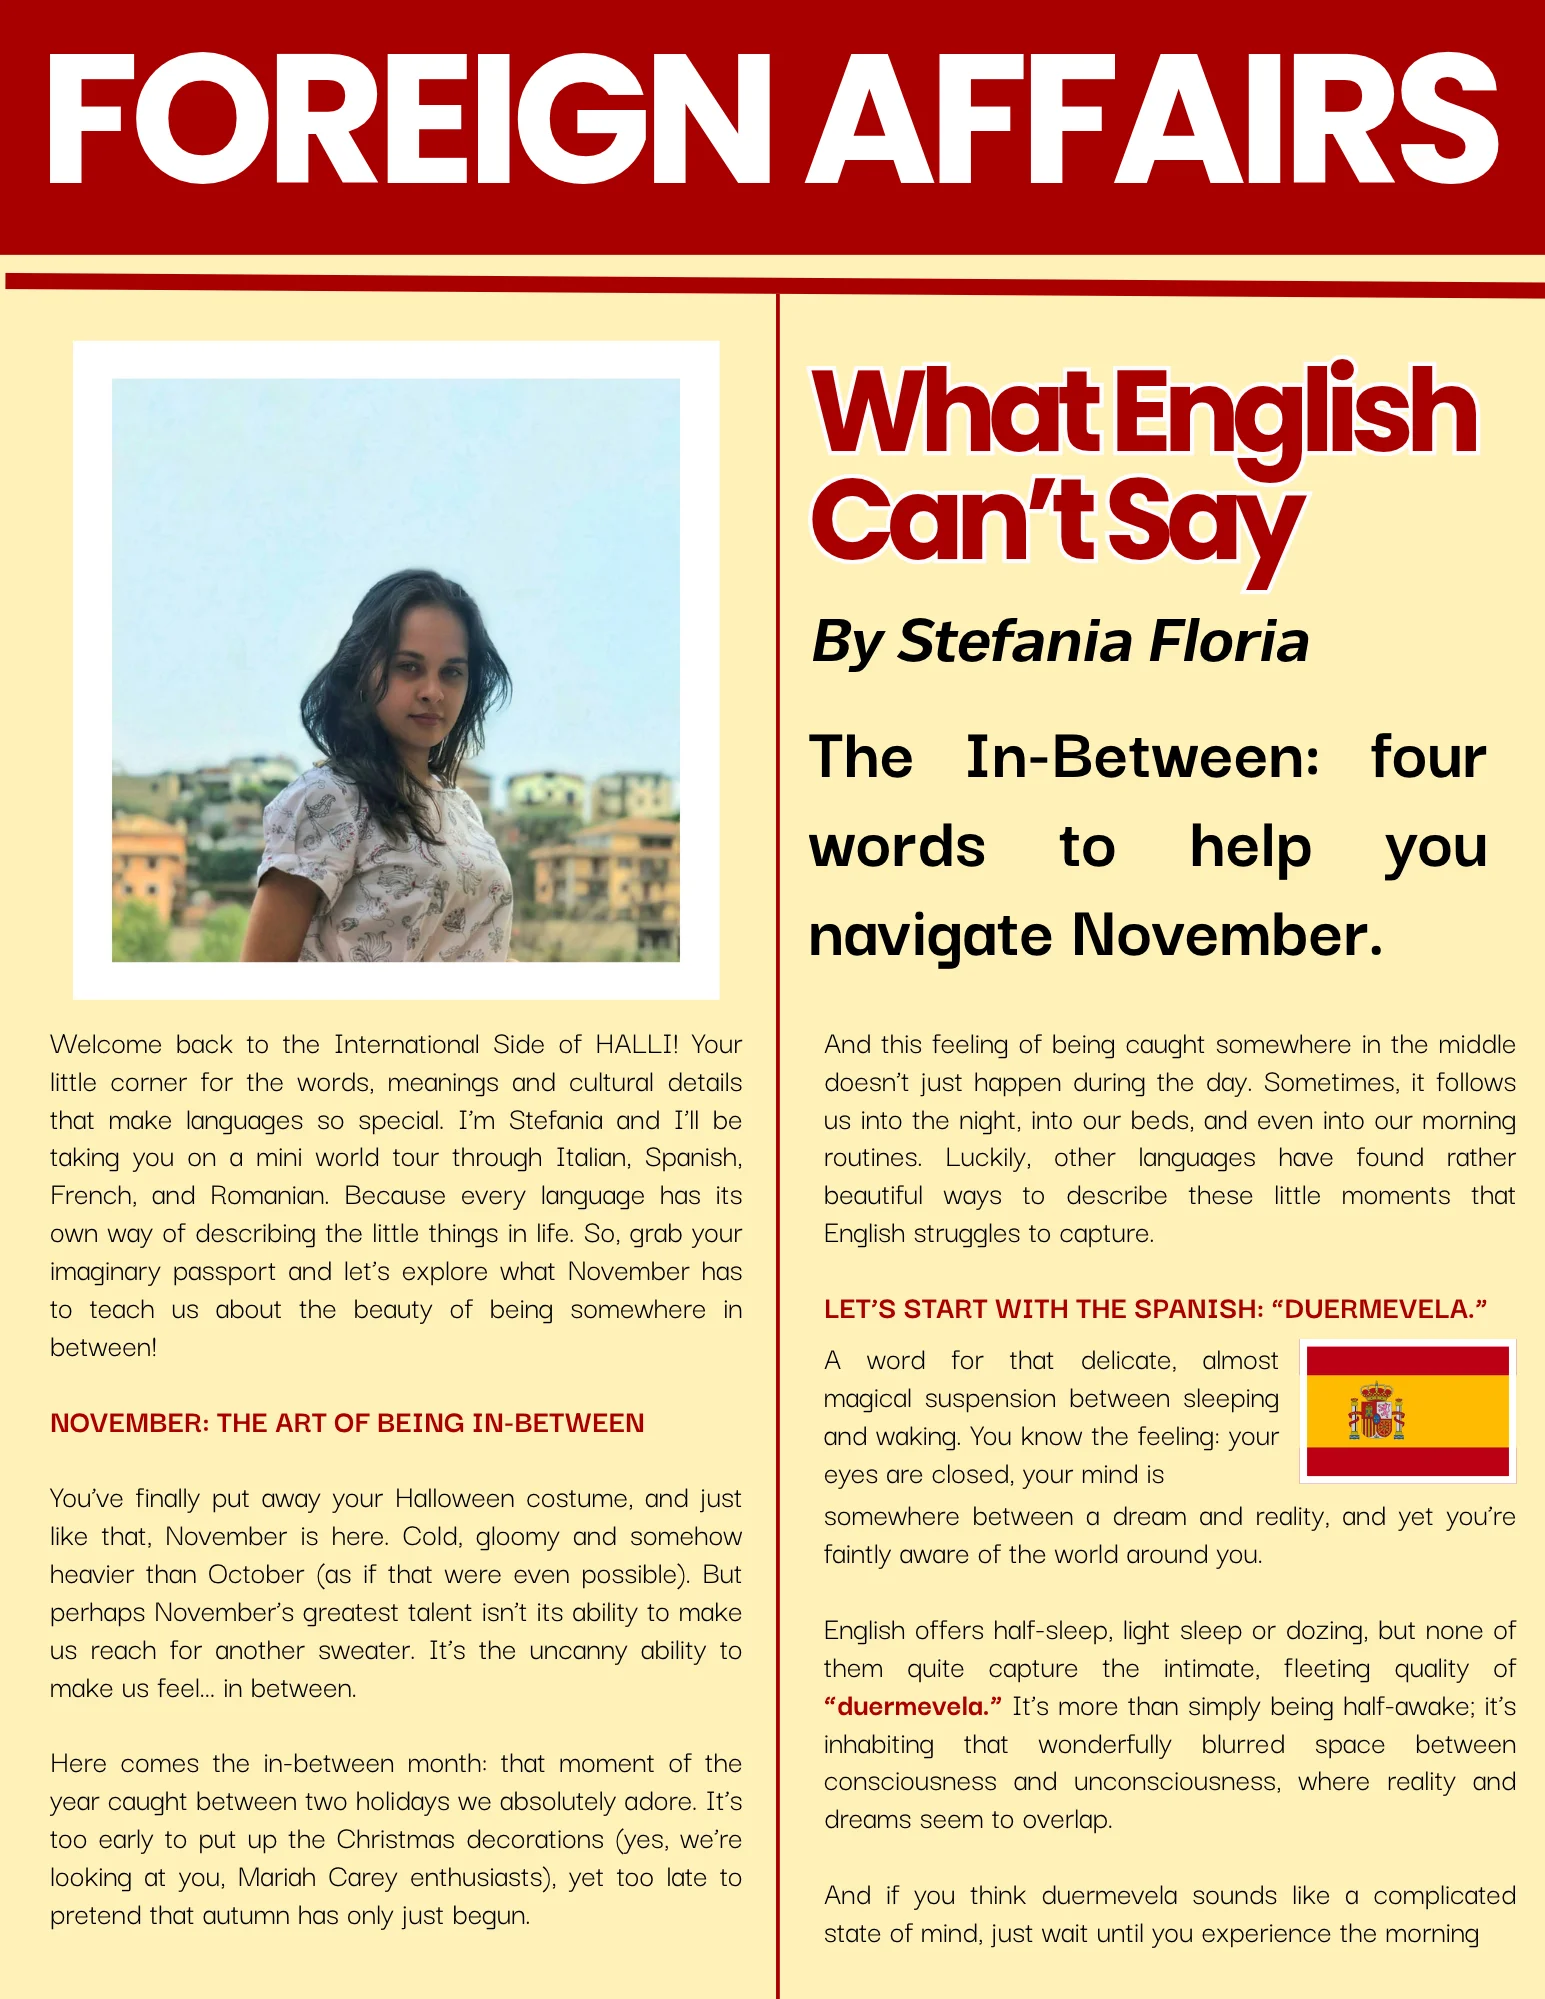 FOREIGN AFFAIRS
What English
Can't Say
By Stefania Floria
The In-Between: four
words to help you
navigate November.
Welcome back to the International Side of HALLI! Your
little corner for the words, meanings and cultural details
that make languages so special. I'm Stefania and I'll be
taking you on a mini world tour through Italian, Spanish,
French, and Romanian. Because every language has its
own way of describing the little things in life. So, grab your
imaginary passport and let's explore what November has
to teach us about the beauty of being somewhere in
between!
NOVEMBER: THE ART OF BEING IN-BETWEEN
You've finally put away your Halloween costume, and just
like that, November is here. Cold, gloomy and somehow
heavier than October (as if that were even possible). But
perhaps November's greatest talent isn't its ability to make
us reach for another sweater. It's the uncanny ability to
make us feel... in between.
Here comes the in-between month: that moment of the
year caught between two holidays we absolutely adore. It's
too early to put up the Christmas decorations (yes, we're
looking at you, Mariah Carey enthusiasts), yet too late to
pretend that autumn has only just begun.
And this feeling of being caught somewhere in the middle
doesn't just happen during the day. Sometimes, it follows
us into the night, into our beds, and even into our morning
routines. Luckily, other languages have found rather
beautiful ways to describe these little moments that
English struggles to capture.
LET'S START WITH THE SPANISH: “DUERMEVELA.”
A word for that delicate, almost
magical suspension between sleeping
and waking. You know the feeling: your
eyes are closed, your mind is
somewhere between a dream and reality, and yet you're
faintly aware of the world around you.
English offers half-sleep, light sleep or dozing, but none of
them quite capture the intimate, fleeting quality of
“duermevela.” It's more than simply being half-awake; it's
inhabiting that wonderfully blurred space between
consciousness and unconsciousness, where reality and
dreams seem to overlap.
And if you think duermevela sounds like a complicated
state of mind, just wait until you experience the morning